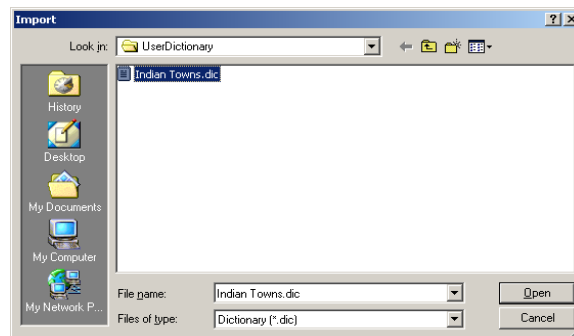 Import
Look in: UserDictionary
Indian Towns.dic
History
Desktop
My Documents
My Computer
My Network P...
File name: Indian Towns.dic Open
Files of type: Dictionary (*.dic) Cancel